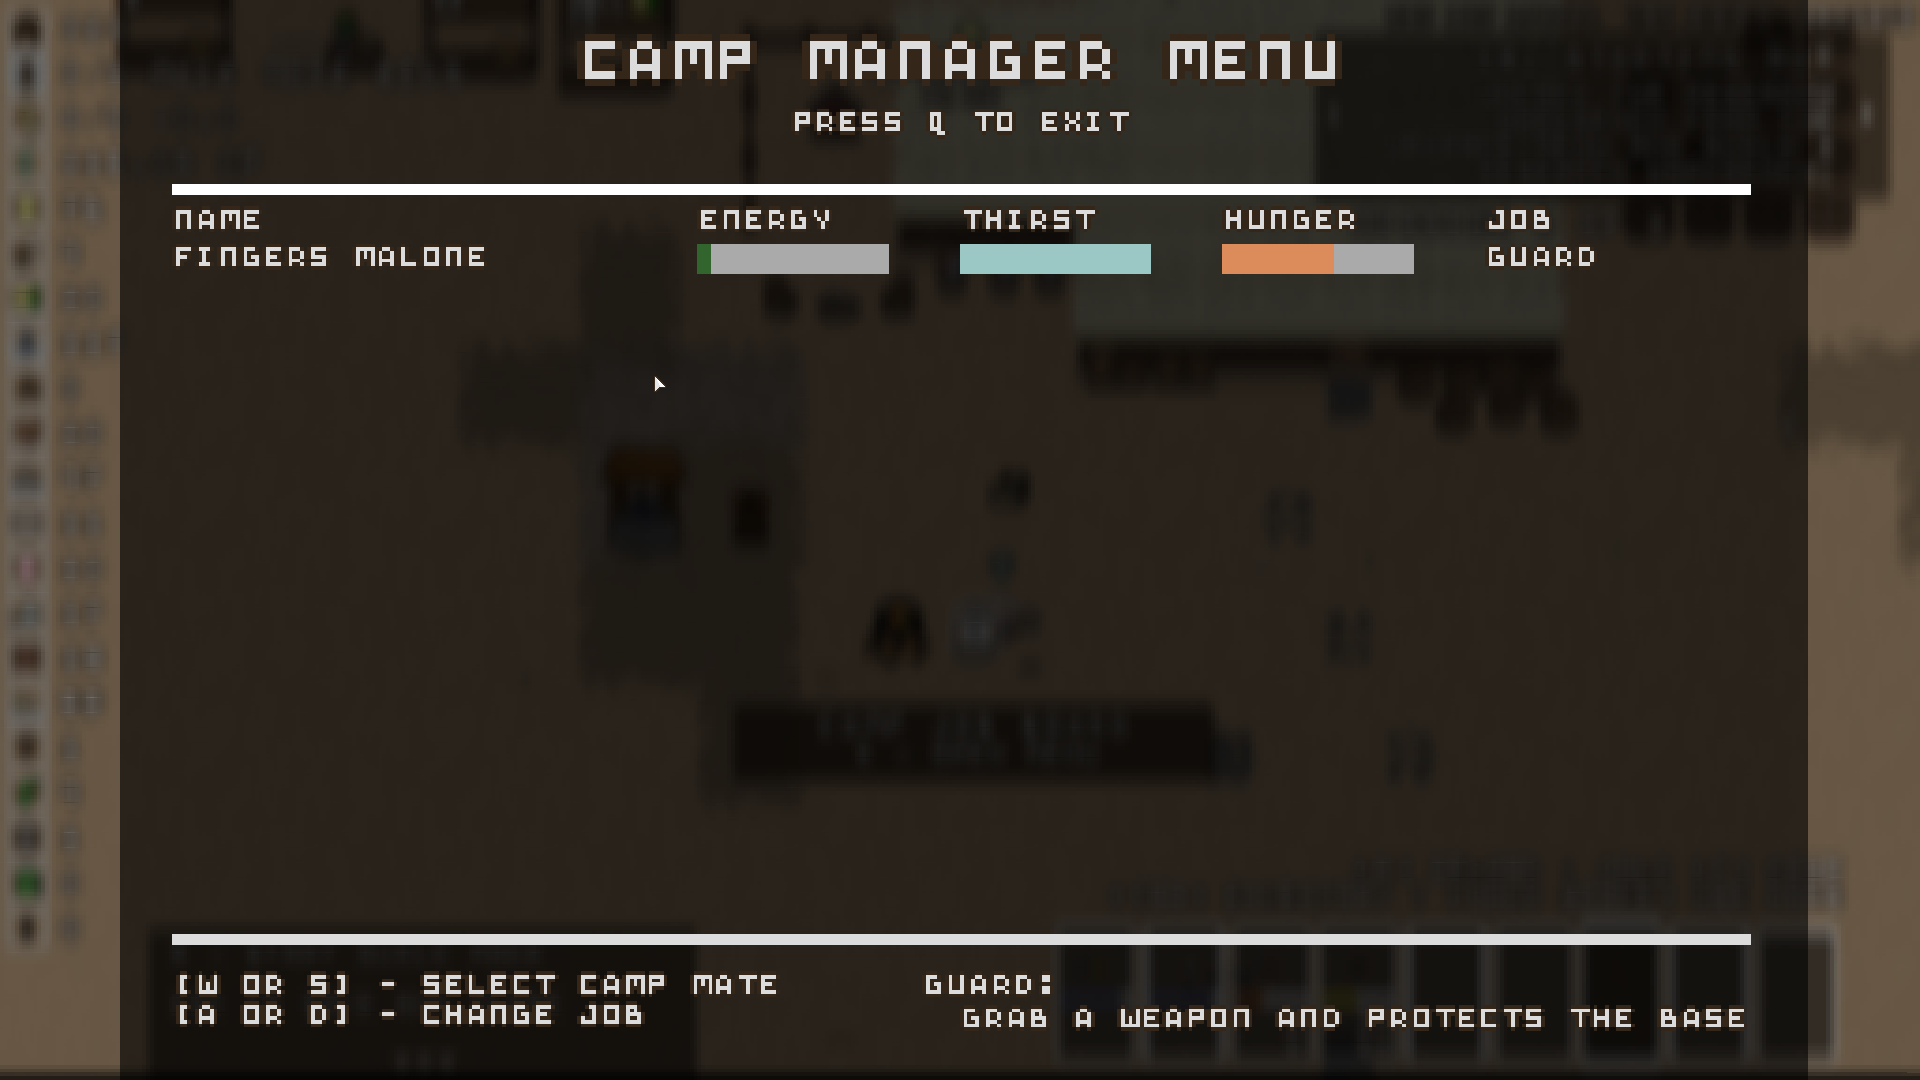 CAMP MANAGER MENU
PRESS Q TO EXIT
NAME ENERGY THIRST HUNGER JOB
FINGERS MALONE GUARD
[W OR S] - SELECT CAMP MATE
[A OR D] - CHANGE JOB
GUARD:
GRAB A WEAPON AND PROTECTS THE BASE